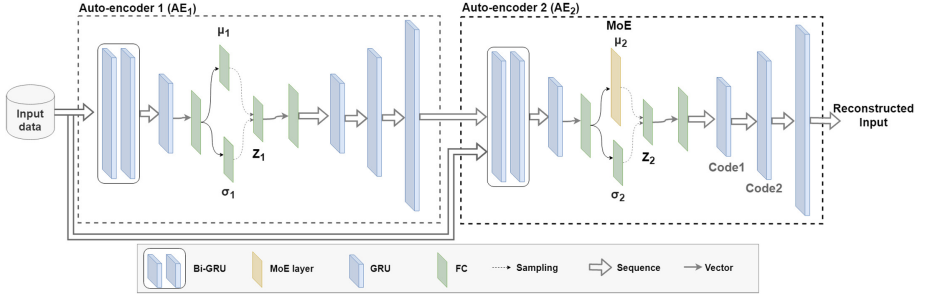 Auto-encoder 1 (AE₁)
Auto-encoder 2 (AE₂)
μ₁
MoE
μ₂
Input
data
Z₁
σ₁
Z₂
σ₂
Code1
Code2
Reconstructed
Input
Bi-GRU
MoE layer
GRU
FC
Sampling
Sequence
Vector